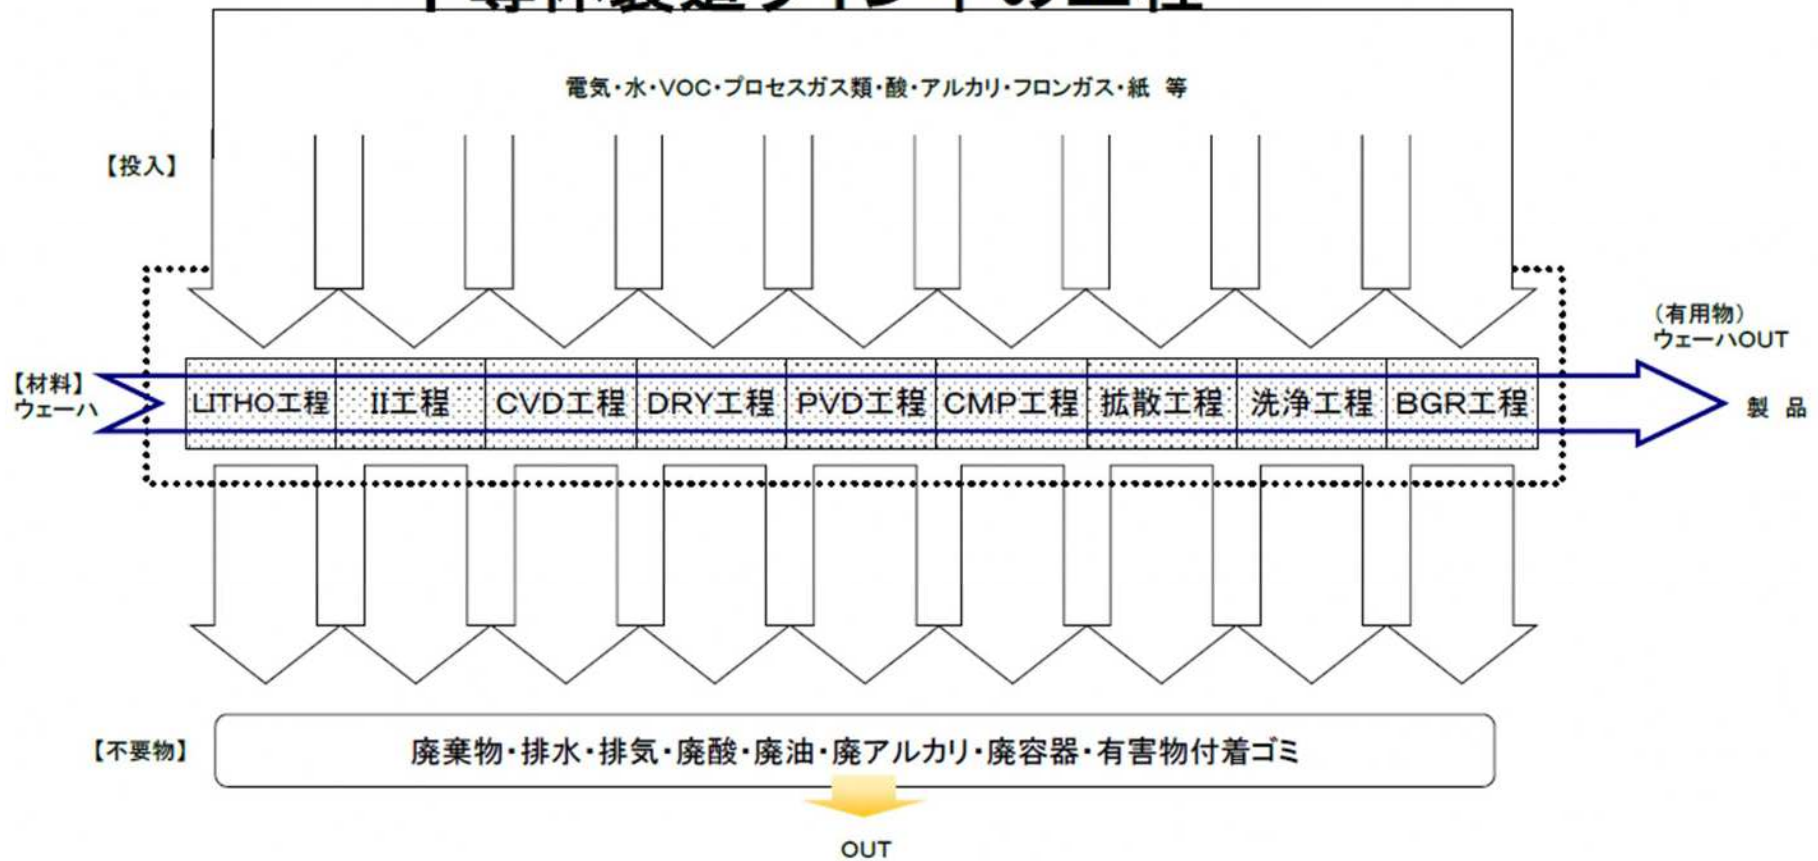 電気・水・VOC・プロセスガス類・酸・アルカリ・フロンガス・紙 等
【投入】
(有用物)
ウェーハOUT
【材料】
ウェーハ
LITHO工程 II工程 CVD工程 DRY工程 PVD工程 CMP工程 拡散工程 洗浄工程 BGR工程
製 品
【不要物】
廃棄物・排水・排気・廃酸・廃油・廃アルカリ・廃容器・有害物付着ゴミ
OUT